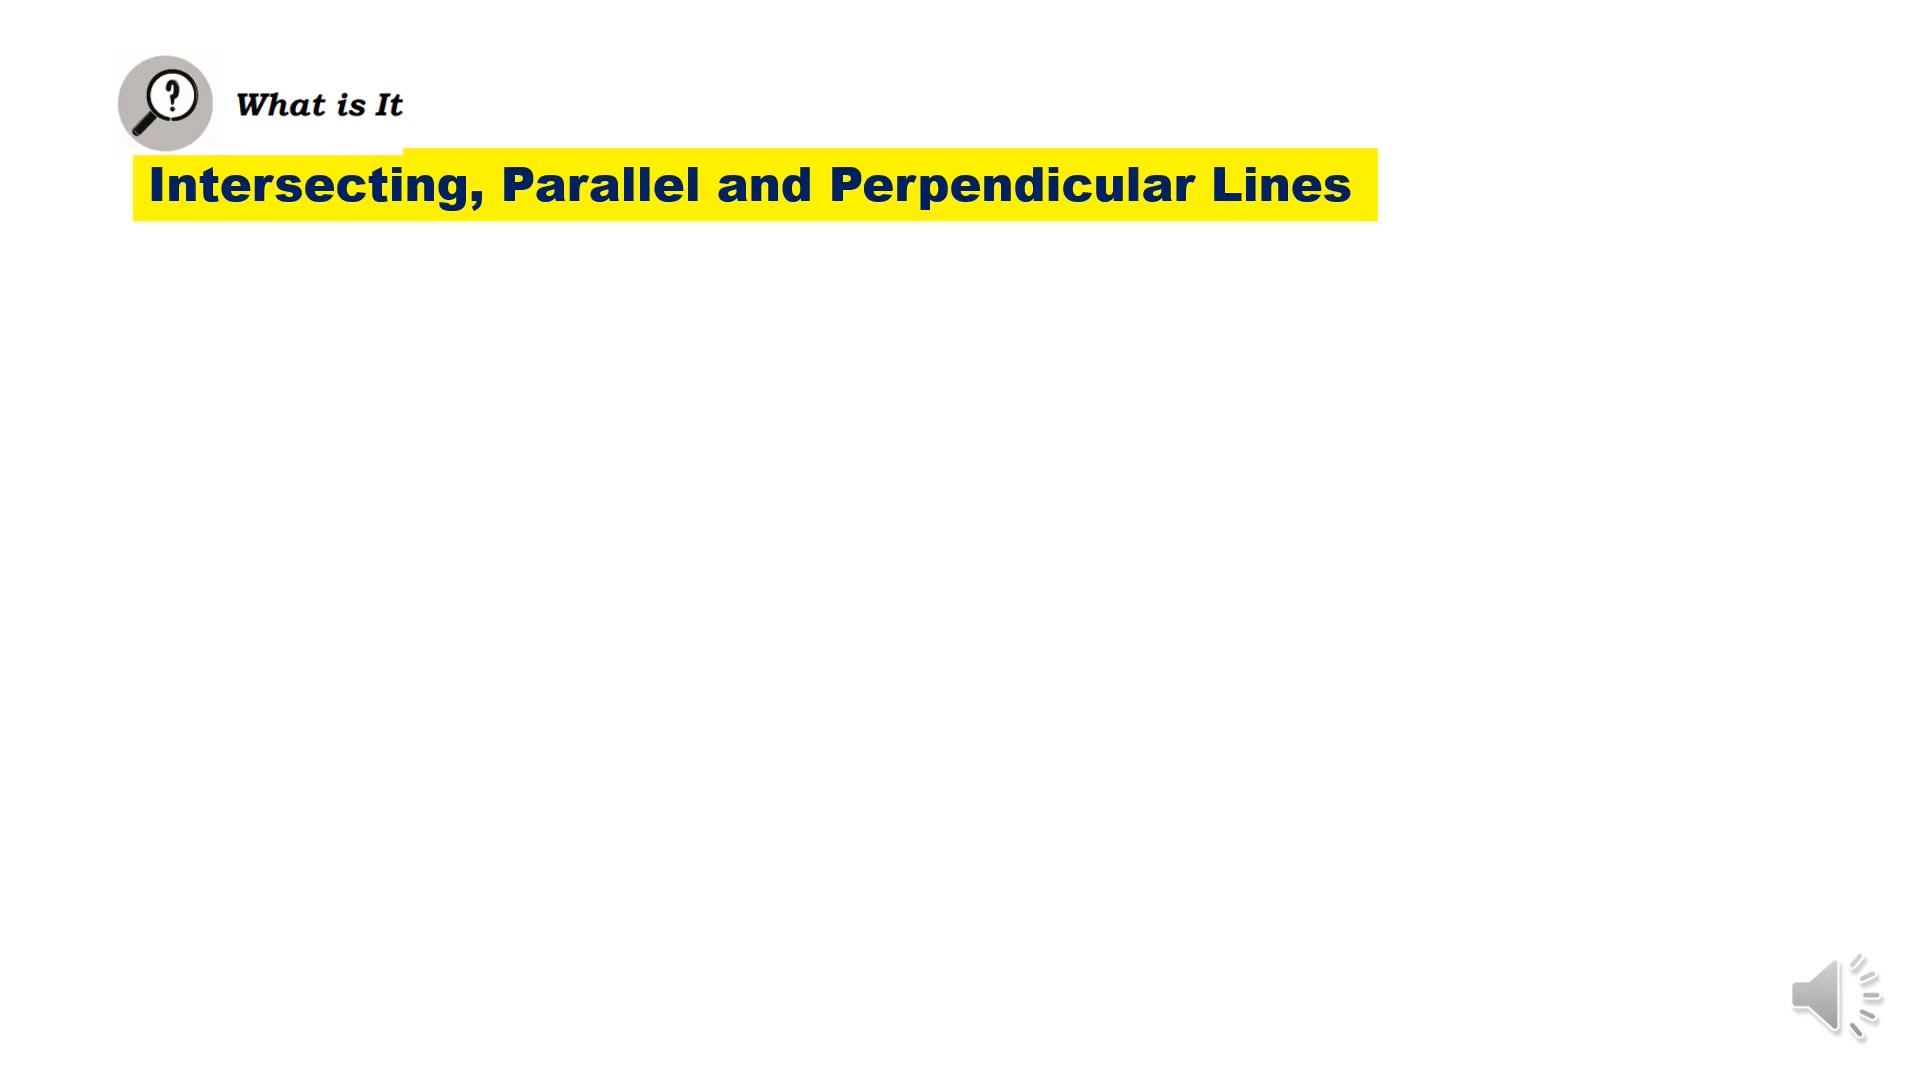 What is It
Intersecting, Parallel and Perpendicular Lines